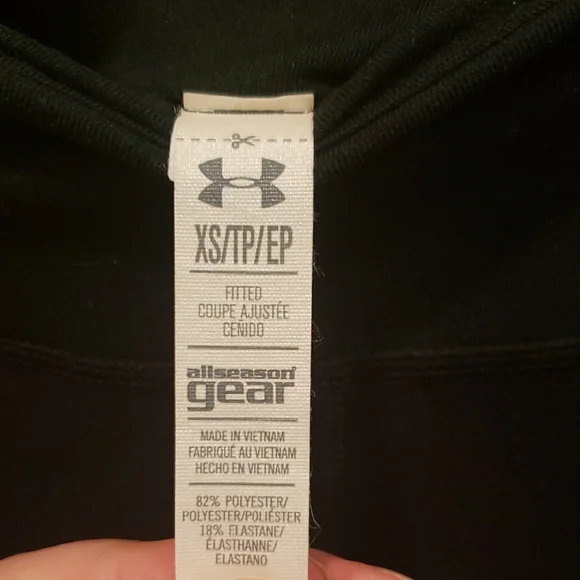 XS/TP/EP
FITTED
COUPE AJUSTÉE
CEÑIDO
allseason
gear
MADE IN VIETNAM
FABRIQUÉ AU VIETNAM
HECHO EN VIETNAM
82% POLYESTER/
POLYESTER/POLIÉSTER
18% ELASTANE/
ÉLASTHANNE/
ELASTANO